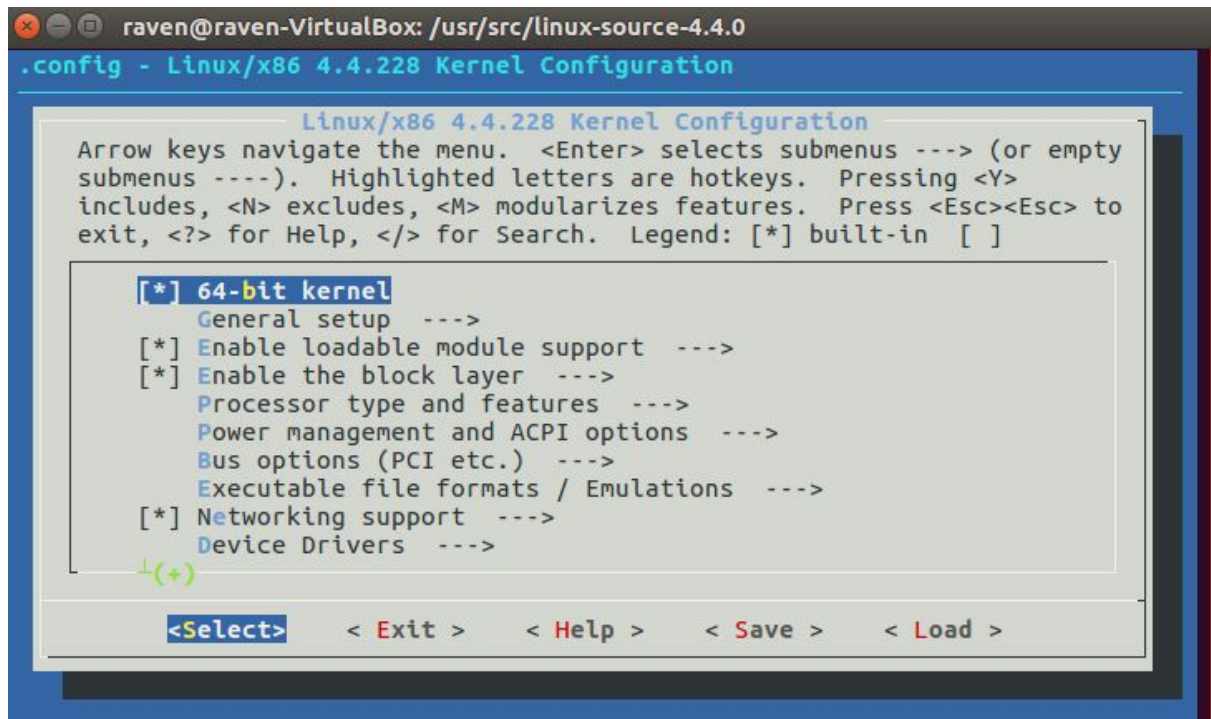 raven@raven-VirtualBox: /usr/src/linux-source-4.4.0
.config - Linux/x86 4.4.228 Kernel Configuration
Linux/x86 4.4.228 Kernel Configuration
Arrow keys navigate the menu.  <Enter> selects submenus ---> (or empty
submenus ----).  Highlighted letters are hotkeys.  Pressing <Y>
includes, <N> excludes, <M> modularizes features.  Press <Esc><Esc> to
exit, <?> for Help, </> for Search.  Legend: [*] built-in  [ ]
[*] 64-bit kernel
General setup  --->
[*] Enable loadable module support  --->
[*] Enable the block layer  --->
Processor type and features  --->
Power management and ACPI options  --->
Bus options (PCI etc.)  --->
Executable file formats / Emulations  --->
[*] Networking support  --->
Device Drivers  --->
┴(+)
<Select>    < Exit >    < Help >    < Save >    < Load >